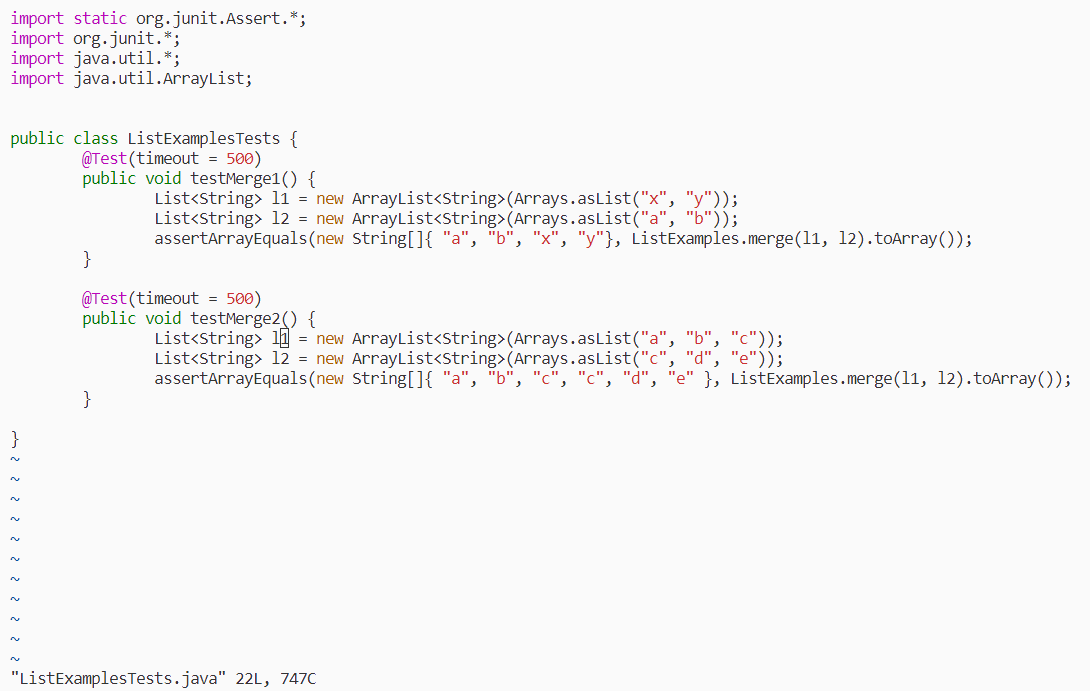 import static org.junit.Assert.*;
import org.junit.*;
import java.util.*;
import java.util.ArrayList;
public class ListExamplesTests {
@Test(timeout = 500)
public void testMerge1() {
List<String> l1 = new ArrayList<String>(Arrays.asList("x", "y"));
List<String> l2 = new ArrayList<String>(Arrays.asList("a", "b"));
assertArrayEquals(new String[]{ "a", "b", "x", "y"}, ListExamples.merge(l1, l2).toArray());
}
@Test(timeout = 500)
public void testMerge2() {
List<String> l1 = new ArrayList<String>(Arrays.asList("a", "b", "c"));
List<String> l2 = new ArrayList<String>(Arrays.asList("c", "d", "e"));
assertArrayEquals(new String[]{ "a", "b", "c", "c", "d", "e" }, ListExamples.merge(l1, l2).toArray());
}
}
~
~
~
~
~
~
~
~
~
~
~
"ListExamplesTests.java" 22L, 747C